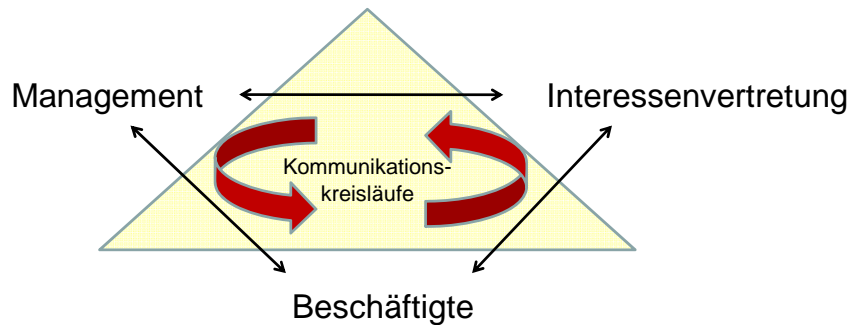 Management
Interessenvertretung
Kommunikations-
kreisläufe
Beschäftigte